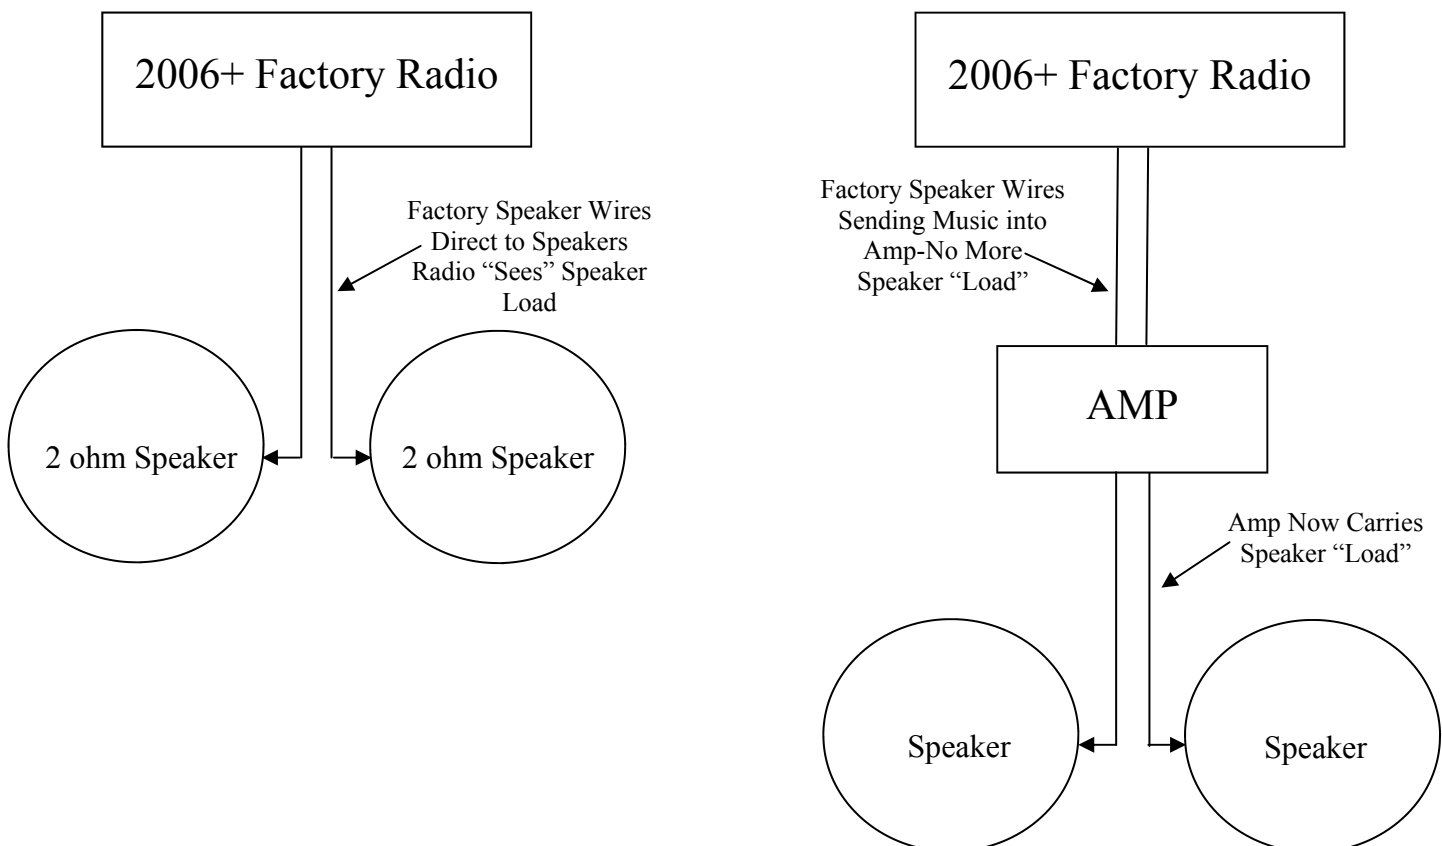 2006+ Factory Radio
Factory Speaker Wires
Direct to Speakers
Radio “Sees” Speaker
Load
2 ohm Speaker
2 ohm Speaker
2006+ Factory Radio
Factory Speaker Wires
Sending Music into
Amp-No More
Speaker “Load”
AMP
Amp Now Carries
Speaker “Load”
Speaker
Speaker